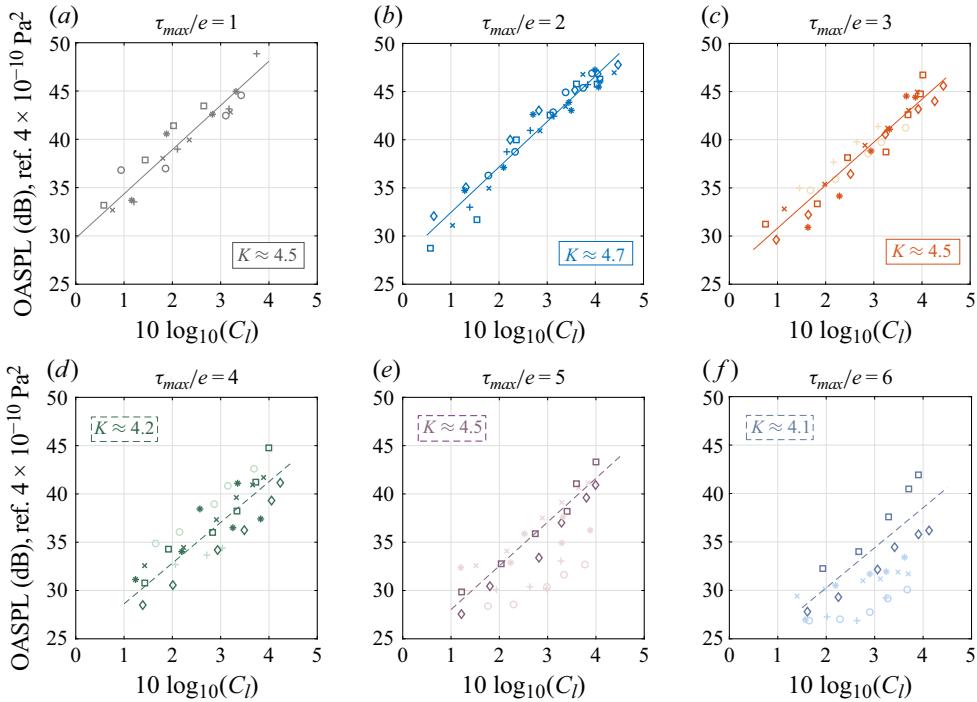 (a) τmax/e = 1
(b) τmax/e = 2
(c) τmax/e = 3
OASPL (dB), ref. 4 × 10−10 Pa2
50
45
40
35
30
25
K ≈ 4.5
0 1 2 3 4 5
10 log10(Cl)
50
45
40
35
30
25
K ≈ 4.7
0 1 2 3 4 5
10 log10(Cl)
50
45
40
35
30
25
K ≈ 4.5
0 1 2 3 4 5
10 log10(Cl)
(d) τmax/e = 4
(e) τmax/e = 5
(f) τmax/e = 6
OASPL (dB), ref. 4 × 10−10 Pa2
50
45
40
35
30
25
K ≈ 4.2
0 1 2 3 4 5
10 log10(Cl)
50
45
40
35
30
25
K ≈ 4.5
0 1 2 3 4 5
10 log10(Cl)
50
45
40
35
30
25
K ≈ 4.1
0 1 2 3 4 5
10 log10(Cl)